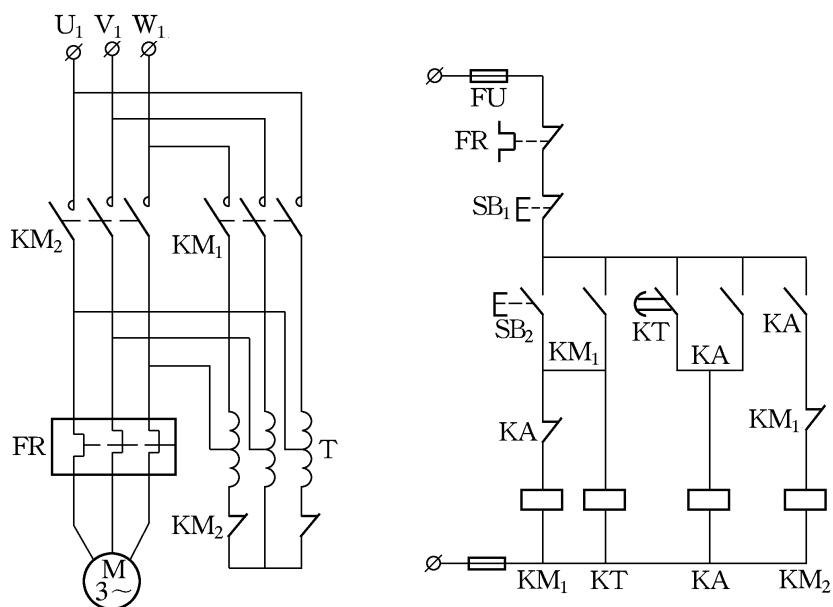 U₁ V₁ W₁
FU
FR
SB₁
KM₂
KM₁
SB₂
KT
KA
KM₁
KA
FR
T
KA
KM₁
KM₂
M
3~
KM₁ KT KA KM₂